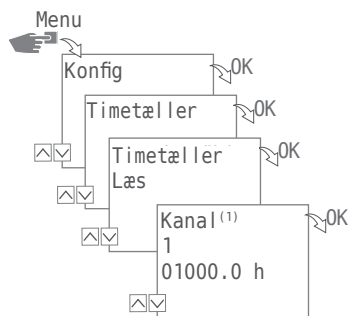 Menu
Konfig
OK
Timetæller
OK
Timetæller
Læs
OK
Kanal(1)
1
01000.0 h
OK